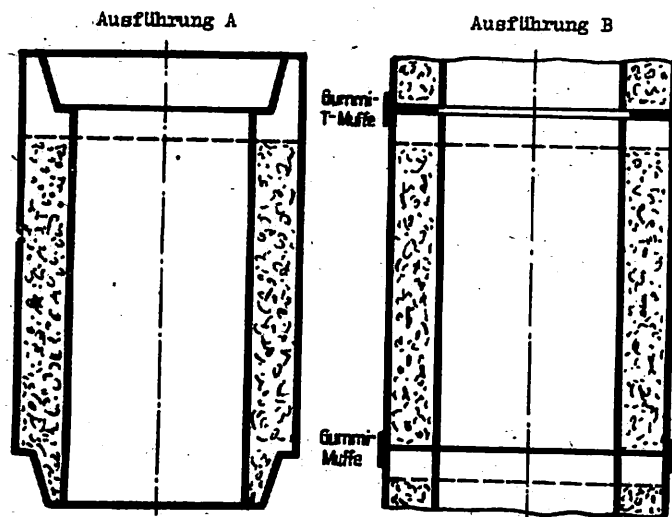 Ausführung A
Ausführung B
Gummi-
T-Muffe
Gummi-
Muffe